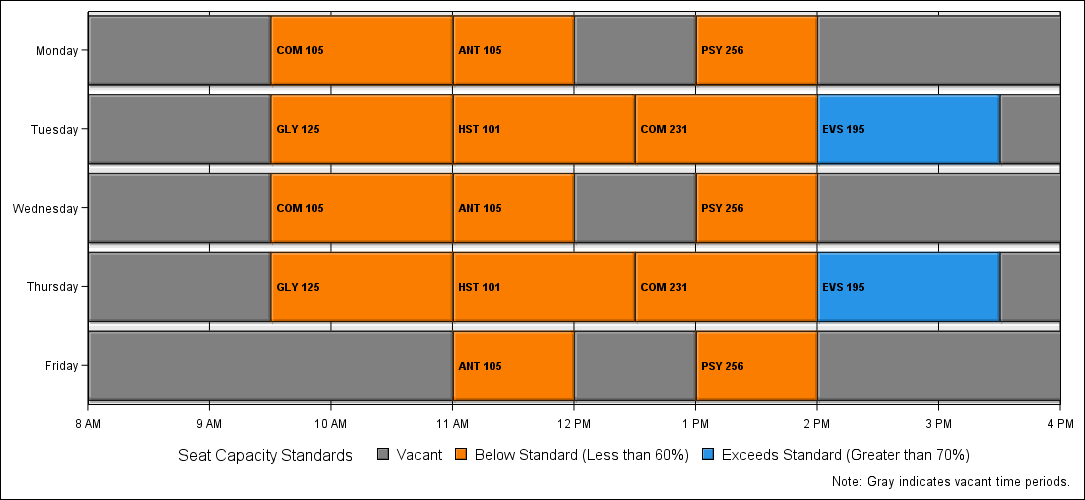 Monday COM 105 ANT 105 PSY 256
Tuesday GLY 125 HST 101 COM 231 EVS 195
Wednesday COM 105 ANT 105 PSY 256
Thursday GLY 125 HST 101 COM 231 EVS 195
Friday ANT 105 PSY 256
8 AM 9 AM 10 AM 11 AM 12 PM 1 PM 2 PM 3 PM 4 PM
Seat Capacity Standards Vacant Below Standard (Less than 60%) Exceeds Standard (Greater than 70%)
Note: Gray indicates vacant time periods.